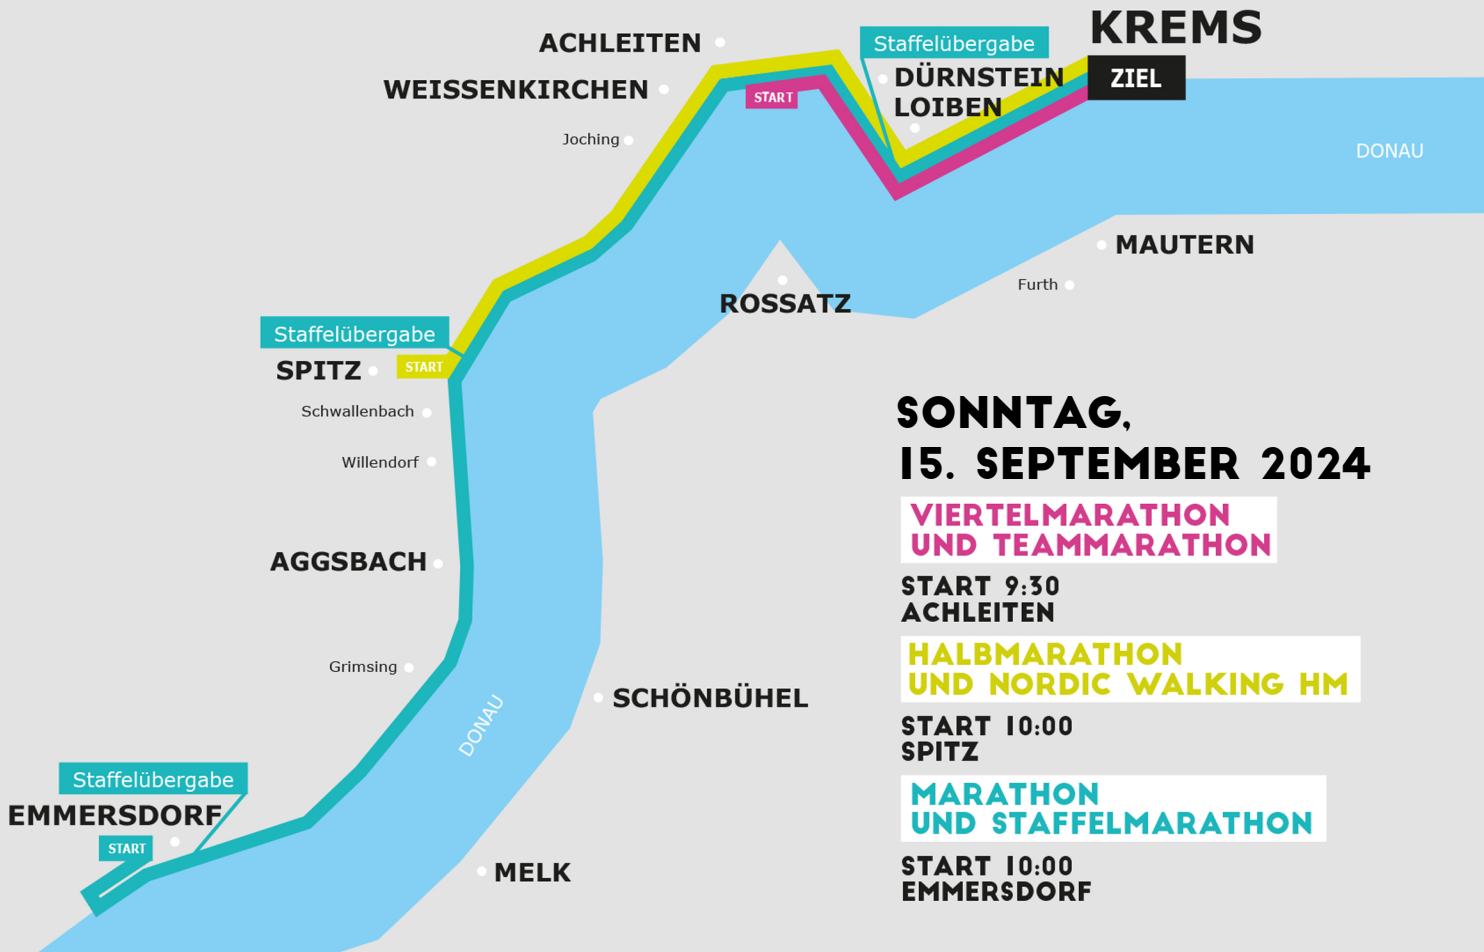 KREMS
ACHLEITEN
Staffelübergabe
WEISSENKIRCHEN
DÜRNSTEIN
ZIEL
START
LOIBEN
Joching
DONAU
MAUTERN
Furth
ROSSATZ
Staffelübergabe
SPITZ
START
Schwallenbach
Willendorf
AGGSBACH
Grimsing
SCHÖNBÜHEL
DONAU
Staffelübergabe
EMMERSDORF
START
MELK
SONNTAG,
15. SEPTEMBER 2024
VIERTELMARATHON
UND TEAMMARATHON
START 9:30
ACHLEITEN
HALBMARATHON
UND NORDIC WALKING HM
START 10:00
SPITZ
MARATHON
UND STAFFELMARATHON
START 10:00
EMMERSDORF